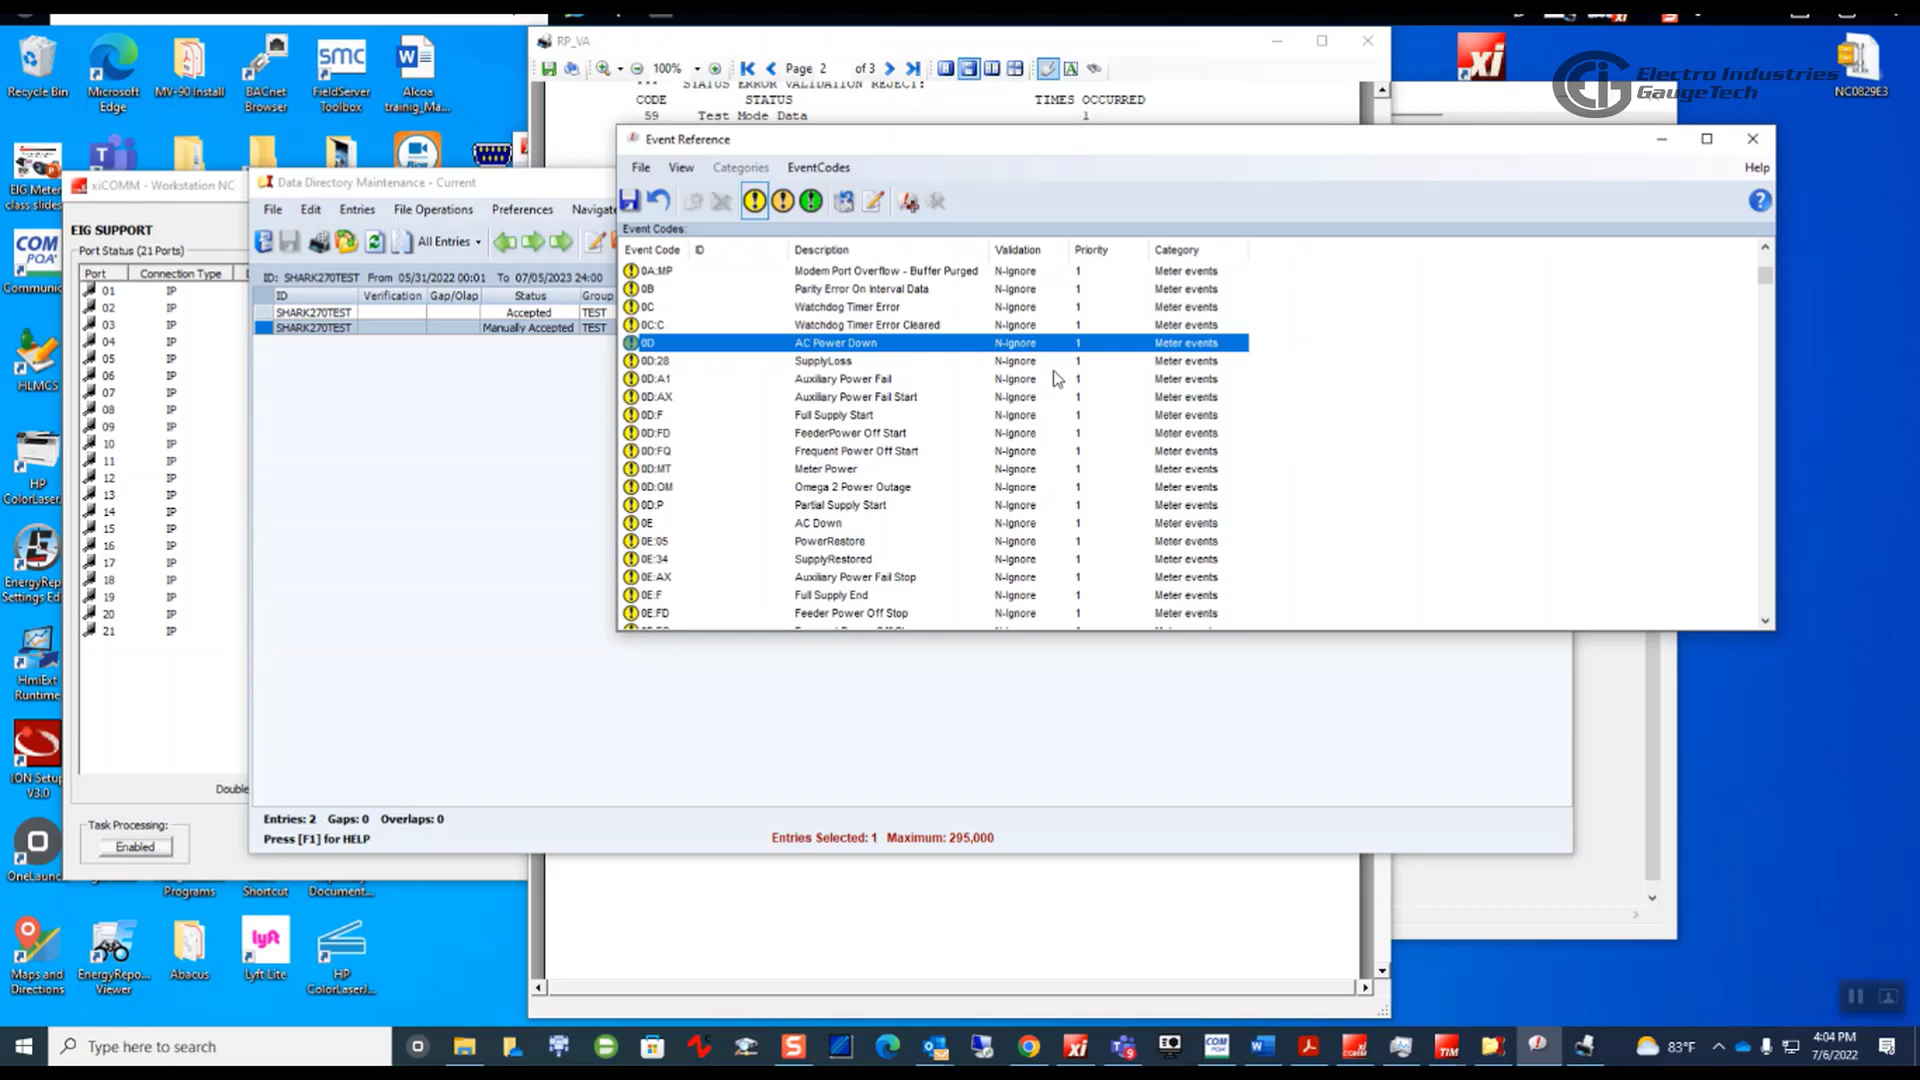 Recycle Bin
Microsoft Edge
MV-90 Install
BACnet Browser
smc
FieldServer Toolbox
Alcoa trainig_Ma...
xi
Electro Industries
GaugeTech
NC0829E3
EIG Mete
class slides
COM
PQA'
Communic
HLMCS
HP
ColorLaser
EnergyRep
Settings Ed
HmiExt
Runtime
ION Setu
V3.0
OneLaunc
Programs
Shortcut
Document...
Maps and Directions
EnergyRepo... Viewer
Abacus
lyft
Lyft Lite
HP ColorLaserJ...
xiCOMM - Workstation NC
EIG SUPPORT
Port Status (21 Ports)
Port Connection Type
01 IP
02 IP
03 IP
04 IP
05 IP
06 IP
07 IP
08 IP
09 IP
10 IP
11 IP
12 IP
13 IP
14 IP
15 IP
16 IP
17 IP
18 IP
19 IP
20 IP
21 IP
Double
Task Processing:
Enabled
Data Directory Maintenance - Current
File Edit Entries File Operations Preferences Navigate
All Entries
ID: SHARK270TEST From 05/31/2022 00:01 To 07/05/2023 24:00
ID Verification Gap/Olap Status Group
SHARK270TEST Accepted TEST
SHARK270TEST Manually Accepted TEST
Entries: 2 Gaps: 0 Overlaps: 0
Press [F1] for HELP
Entries Selected: 1 Maximum: 295,000
RP_VA
100% Page 2 of 3
STATUS ERROR VALIDATION REJECT!
CODE STATUS TIMES OCCURRED
59 Test Mode Data 1
Event Reference
File View Categories EventCodes Help
Event Codes:
Event Code ID Description Validation Priority Category
0A:MP Modem Port Overflow - Buffer Purged N-Ignore 1 Meter events
0B Parity Error On Interval Data N-Ignore 1 Meter events
0C Watchdog Timer Error N-Ignore 1 Meter events
0C:C Watchdog Timer Error Cleared N-Ignore 1 Meter events
0D AC Power Down N-Ignore 1 Meter events
0D:28 SupplyLoss N-Ignore 1 Meter events
0D:A1 Auxiliary Power Fail N-Ignore 1 Meter events
0D:AX Auxiliary Power Fail Start N-Ignore 1 Meter events
0D:F Full Supply Start N-Ignore 1 Meter events
0D:FD FeederPower Off Start N-Ignore 1 Meter events
0D:FQ Frequent Power Off Start N-Ignore 1 Meter events
0D:MT Meter Power N-Ignore 1 Meter events
0D:OM Omega 2 Power Outage N-Ignore 1 Meter events
0D:P Partial Supply Start N-Ignore 1 Meter events
0E AC Down N-Ignore 1 Meter events
0E:05 PowerRestore N-Ignore 1 Meter events
0E:34 SupplyRestored N-Ignore 1 Meter events
0E:AX Auxiliary Power Fail Stop N-Ignore 1 Meter events
0E:F Full Supply End N-Ignore 1 Meter events
0E:FD Feeder Power Off Stop N-Ignore 1 Meter events
Type here to search
83°F
4:04 PM
7/6/2022